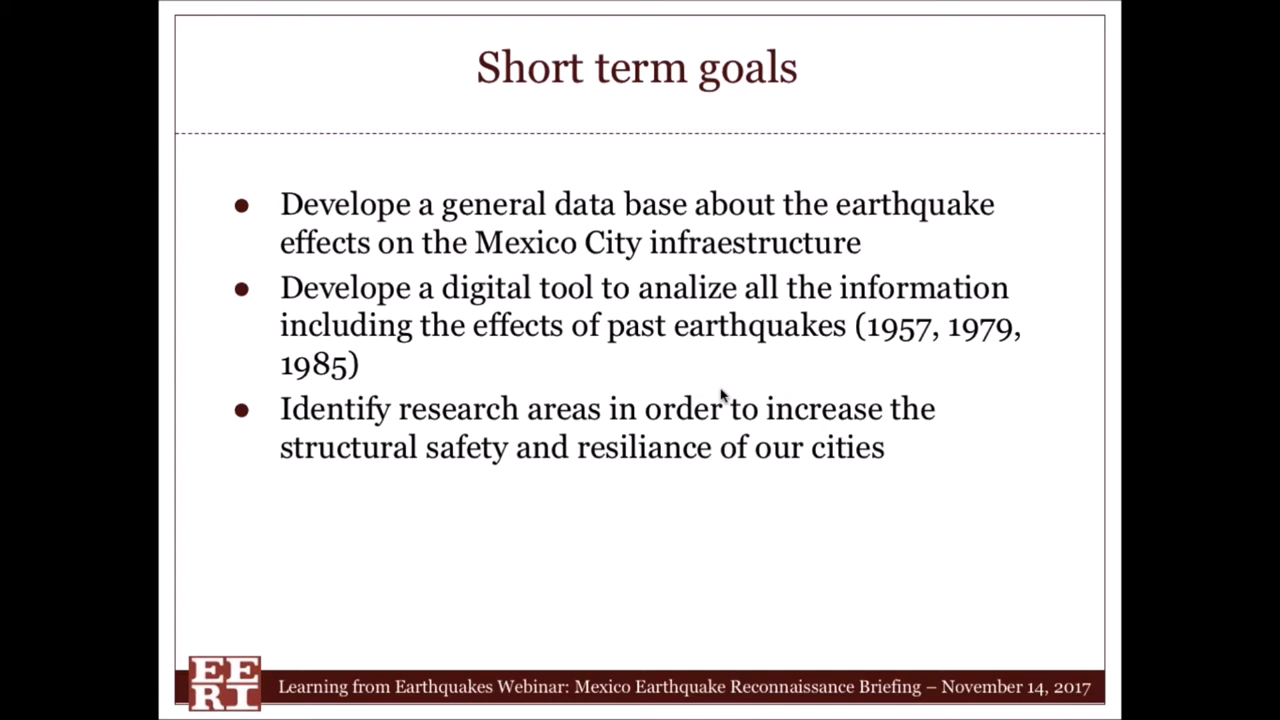 Short term goals
● Develope a general data base about the earthquake
effects on the Mexico City infraestructure
● Develope a digital tool to analize all the information
including the effects of past earthquakes (1957, 1979,
1985)
● Identify research areas in order to increase the
structural safety and resiliance of our cities
EE
RI
Learning from Earthquakes Webinar: Mexico Earthquake Reconnaissance Briefing – November 14, 2017